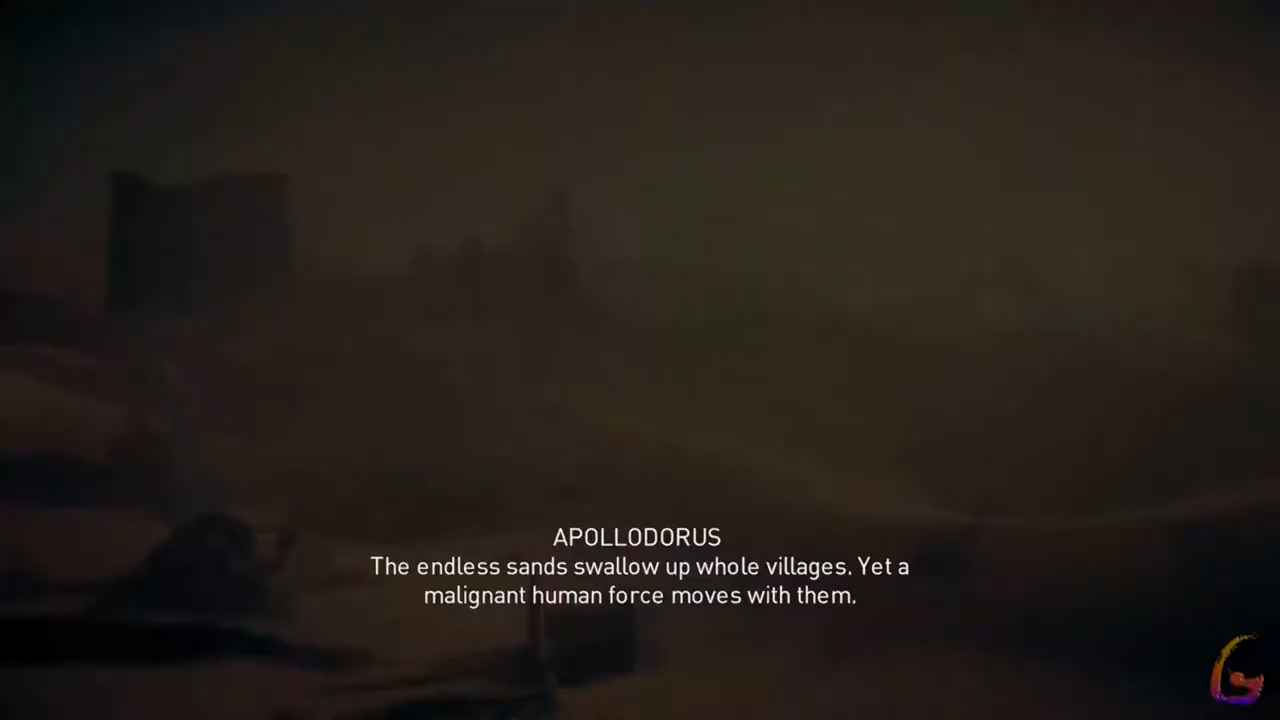 APOLLODORUS
The endless sands swallow up whole villages. Yet a
malignant human force moves with them.